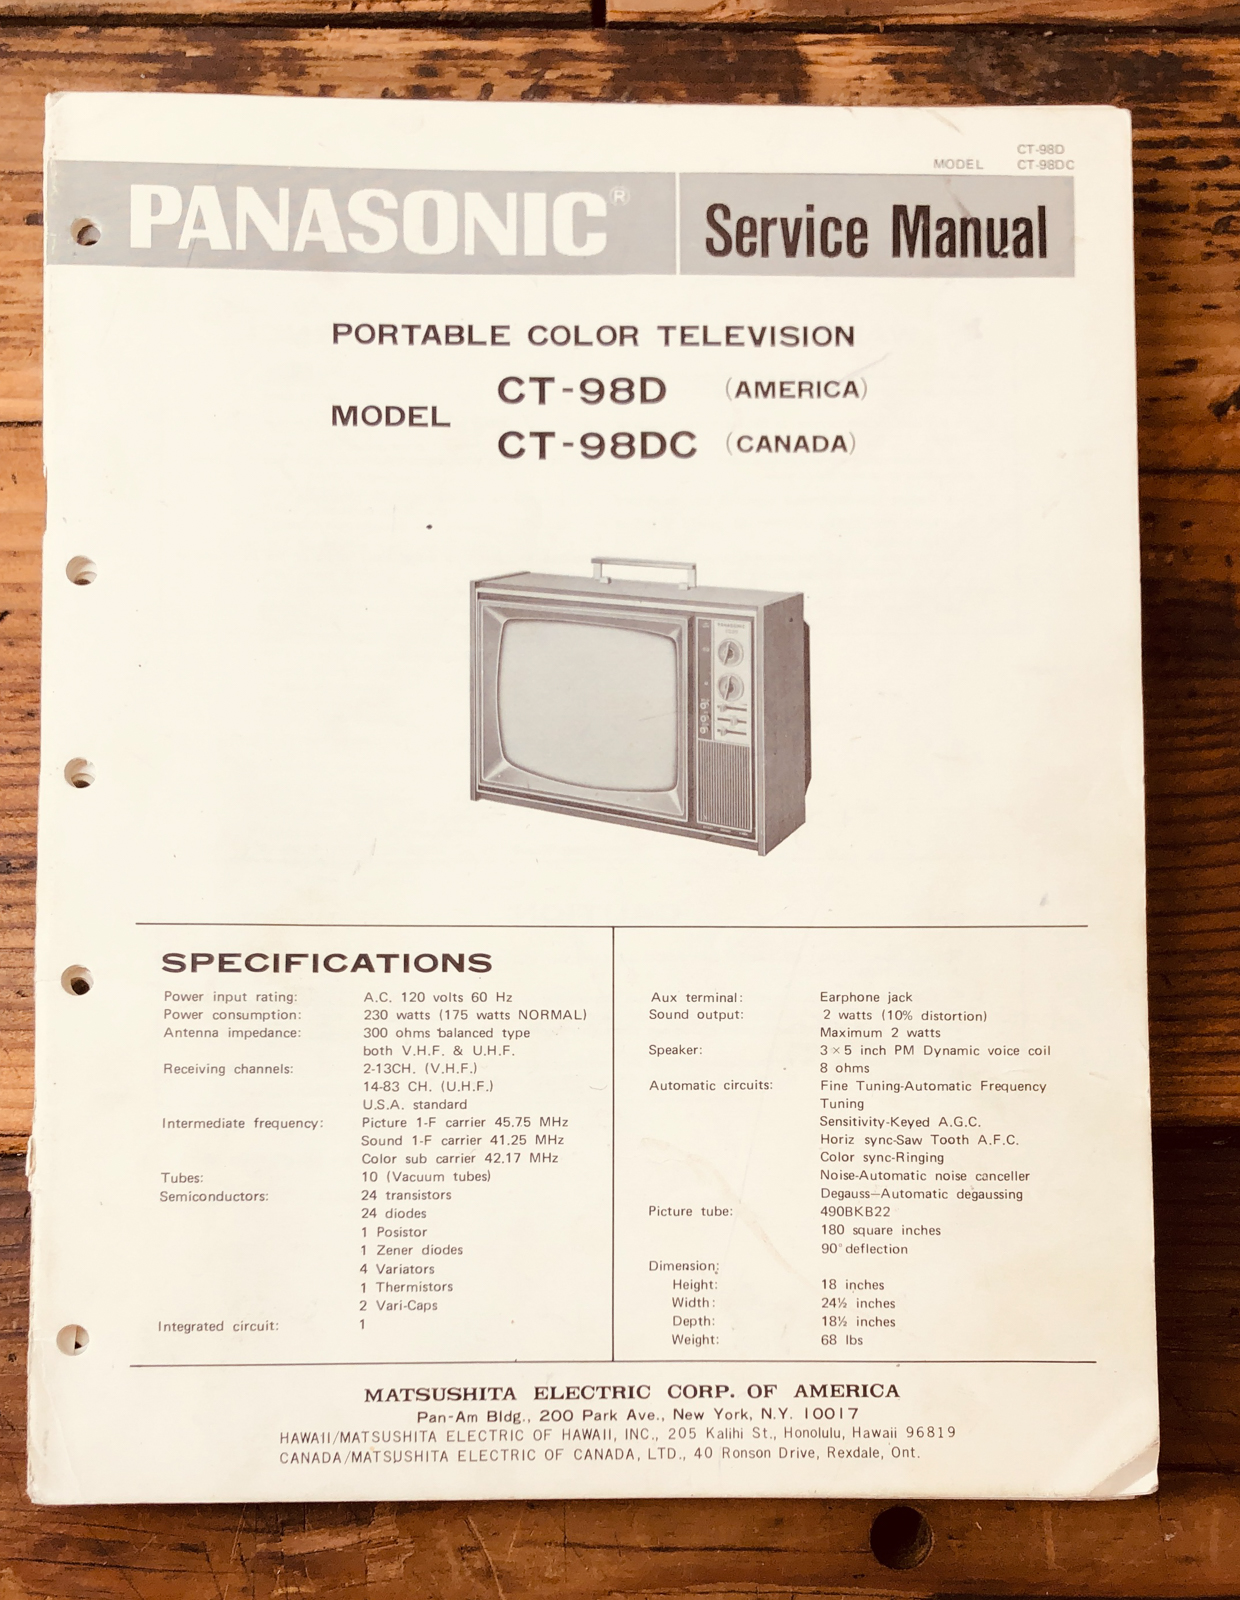 CT-98D
MODEL CT-98DC
PANASONIC®
Service Manual
PORTABLE COLOR TELEVISION
MODEL
CT-98D (AMERICA)
CT-98DC (CANADA)
PANASONIC
SPECIFICATIONS
Power input rating: A.C. 120 volts 60 Hz
Power consumption: 230 watts (175 watts NORMAL)
Antenna impedance: 300 ohms balanced type
both V.H.F. & U.H.F.
Receiving channels: 2-13CH. (V.H.F.)
14-83 CH. (U.H.F.)
U.S.A. standard
Intermediate frequency: Picture 1-F carrier 45.75 MHz
Sound 1-F carrier 41.25 MHz
Color sub carrier 42.17 MHz
Tubes: 10 (Vacuum tubes)
Semiconductors: 24 transistors
24 diodes
1 Posistor
1 Zener diodes
4 Variators
1 Thermistors
2 Vari-Caps
Integrated circuit: 1
Aux terminal: Earphone jack
Sound output: 2 watts (10% distortion)
Maximum 2 watts
Speaker: 3×5 inch PM Dynamic voice coil
8 ohms
Automatic circuits: Fine Tuning-Automatic Frequency
Tuning
Sensitivity-Keyed A.G.C.
Horiz sync-Saw Tooth A.F.C.
Color sync-Ringing
Noise-Automatic noise canceller
Degauss—Automatic degaussing
Picture tube: 490BKB22
180 square inches
90° deflection
Dimension:
Height: 18 inches
Width: 24½ inches
Depth: 18½ inches
Weight: 68 lbs
MATSUSHITA ELECTRIC CORP. OF AMERICA
Pan-Am Bldg., 200 Park Ave., New York, N.Y. 10017
HAWAII/MATSUSHITA ELECTRIC OF HAWAII, INC., 205 Kalihi St., Honolulu, Hawaii 96819
CANADA/MATSUSHITA ELECTRIC OF CANADA, LTD., 40 Ronson Drive, Rexdale, Ont.